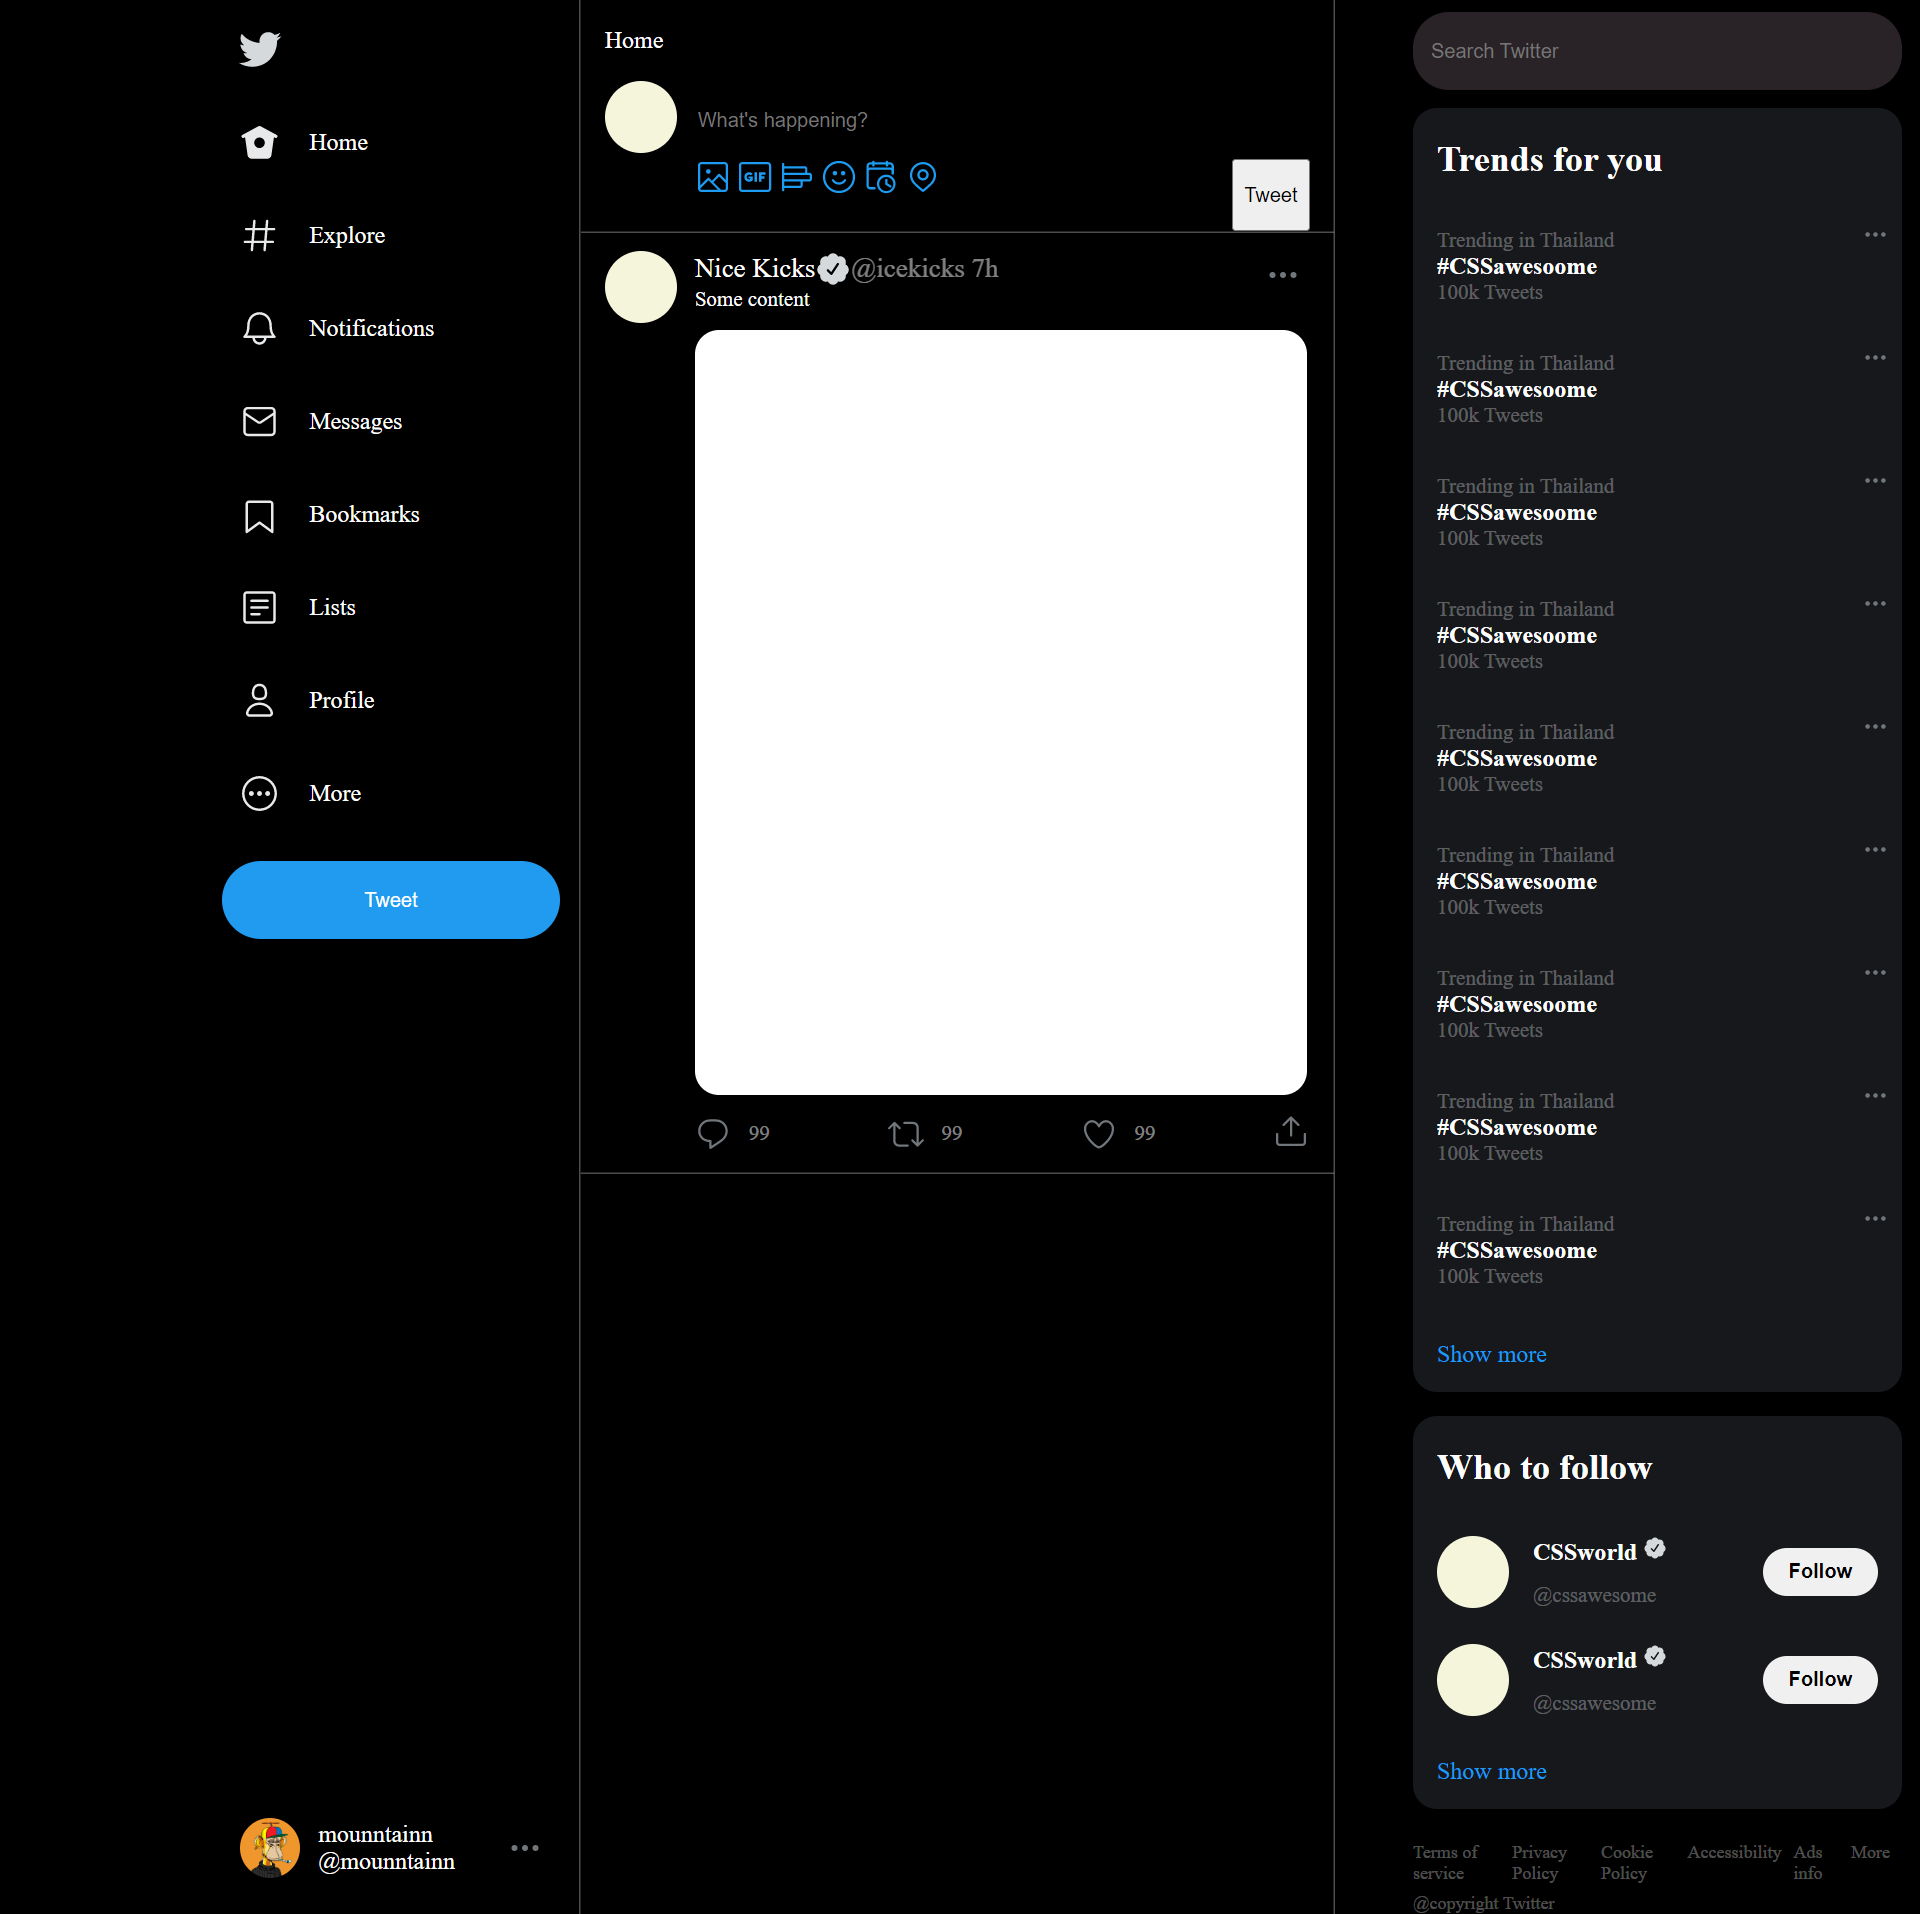 Home
Explore
Notifications
Messages
Bookmarks
Lists
Profile
More
Tweet
mounntainn
@mounntainn
Home
What's happening?
GIF
Tweet
Nice Kicks @icekicks 7h
Some content
99 99 99
Search Twitter
Trends for you
Trending in Thailand
#CSSawesoome
100k Tweets
Trending in Thailand
#CSSawesoome
100k Tweets
Trending in Thailand
#CSSawesoome
100k Tweets
Trending in Thailand
#CSSawesoome
100k Tweets
Trending in Thailand
#CSSawesoome
100k Tweets
Trending in Thailand
#CSSawesoome
100k Tweets
Trending in Thailand
#CSSawesoome
100k Tweets
Trending in Thailand
#CSSawesoome
100k Tweets
Trending in Thailand
#CSSawesoome
100k Tweets
Show more
Who to follow
CSSworld
@cssawesome
Follow
CSSworld
@cssawesome
Follow
Show more
Terms of service
Privacy Policy
Cookie Policy
Accessibility
Ads info
More
@copyright Twitter